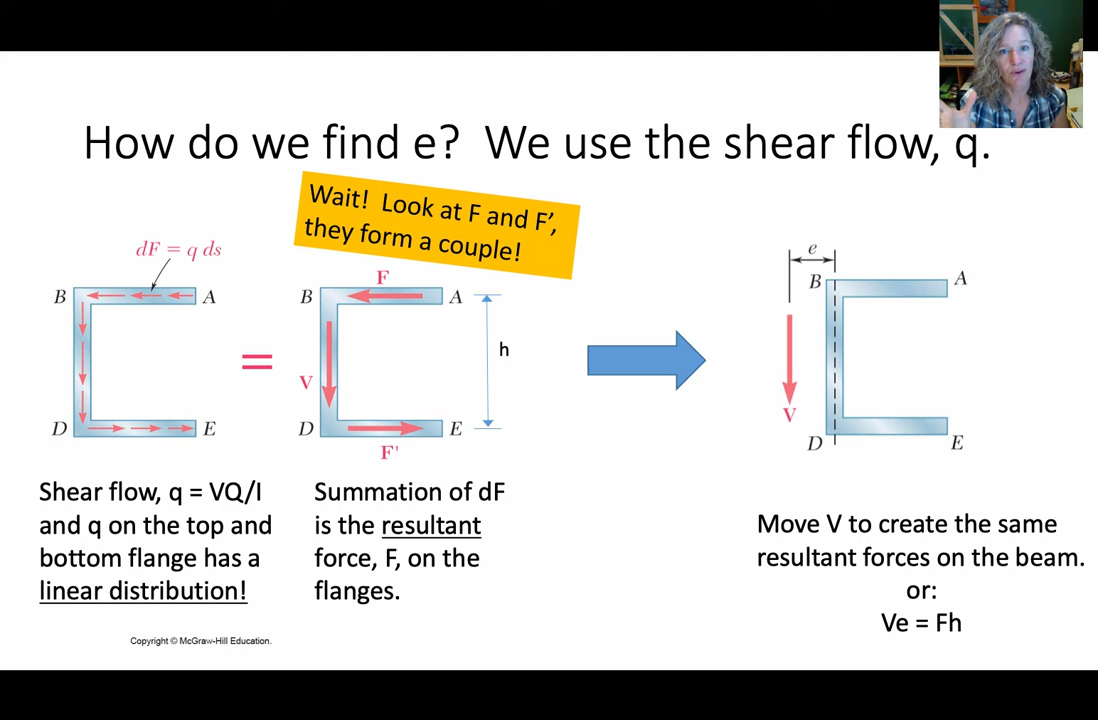 How do we find e? We use the shear flow, q.
Wait! Look at F and F’,
they form a couple!
dF = q ds
B
A
D
E
=
F
B
A
h
V
D
E
F'
e
B
A
V
D
E
Shear flow, q = VQ/I
and q on the top and
bottom flange has a
linear distribution!
Summation of dF
is the resultant
force, F, on the
flanges.
Move V to create the same
resultant forces on the beam.
or:
Ve = Fh
Copyright © McGraw-Hill Education.